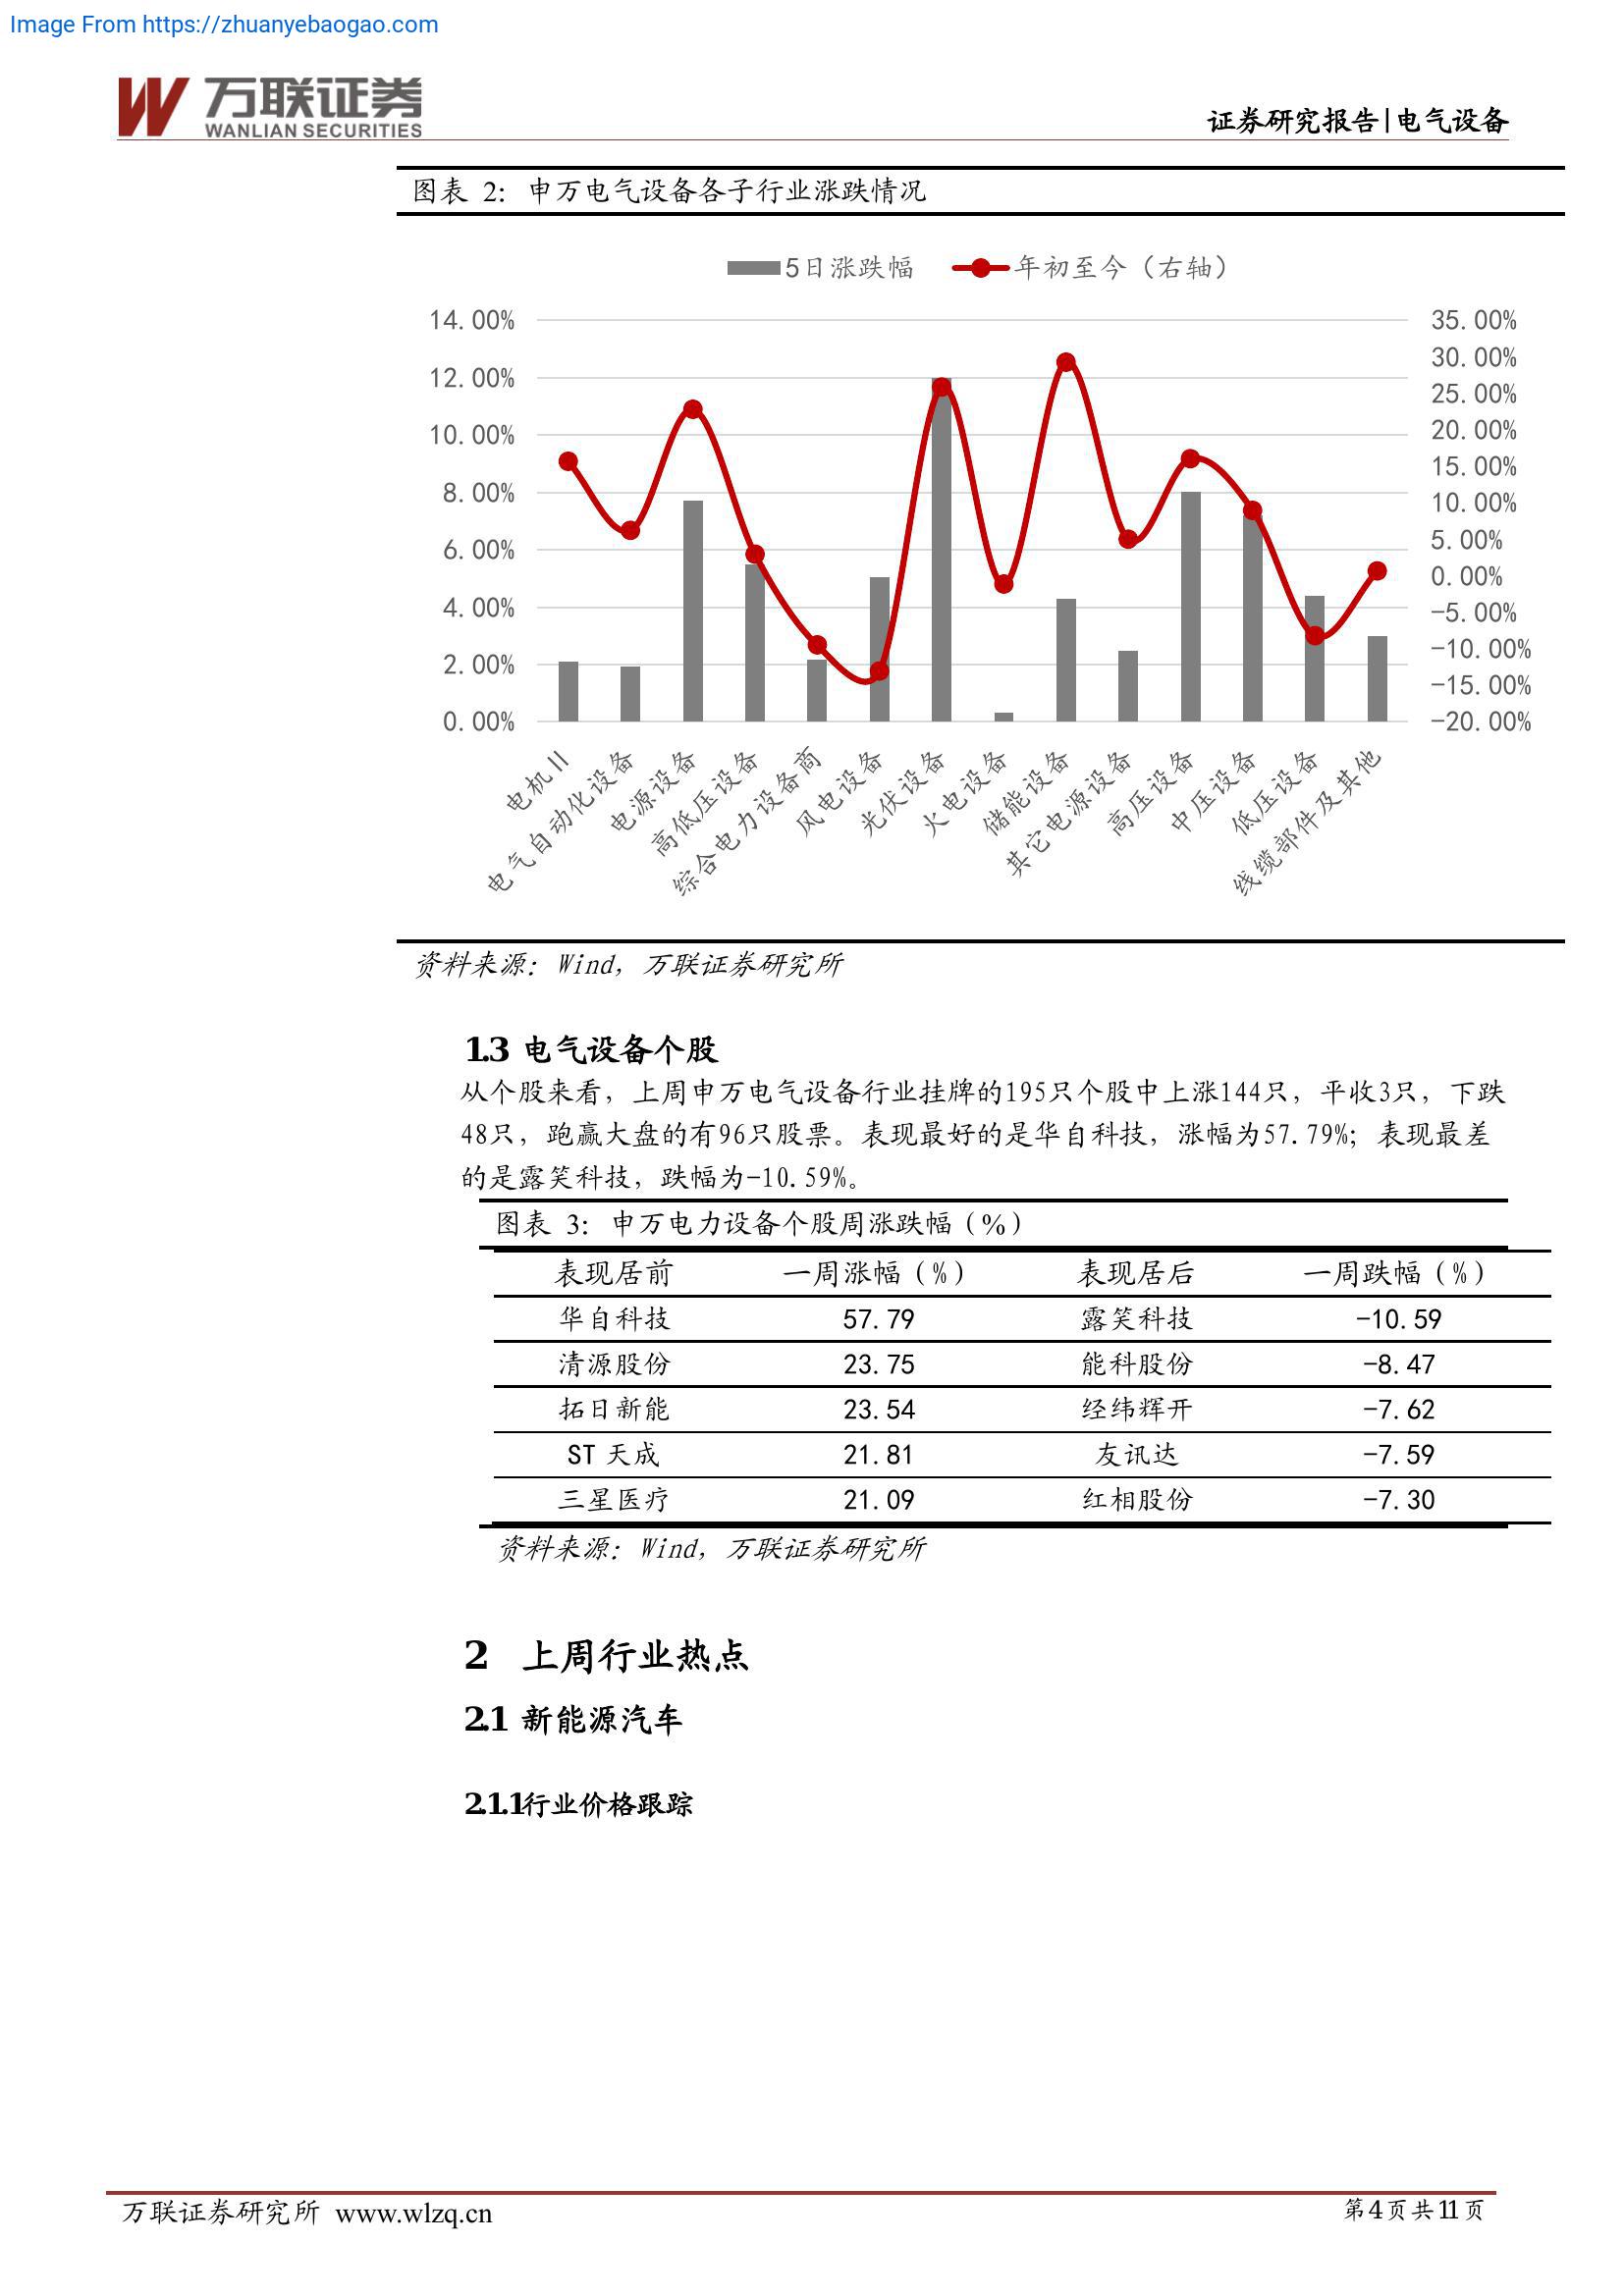 Image From https://zhuanyebaogao.com
万联证券
WANLIAN SECURITIES
证券研究报告|电气设备
图表 2：申万电气设备各子行业涨跌情况
5日涨跌幅 年初至今（右轴）
14.00% 35.00%
30.00%
12.00% 25.00%
10.00% 20.00%
15.00%
8.00% 10.00%
6.00% 5.00%
0.00%
4.00% -5.00%
2.00% -10.00%
-15.00%
0.00% -20.00%
电机II
电气自动化设备
电源设备
高低压设备
综合电力设备商
风电设备
光伏设备
火电设备
储能设备
其它电源设备
高压设备
中压设备
低压设备
线缆部件及其他
资料来源：Wind，万联证券研究所
1.3 电气设备个股
从个股来看，上周申万电气设备行业挂牌的195只个股中上涨144只，平收3只，下跌
48只，跑赢大盘的有96只股票。表现最好的是华自科技，涨幅为57.79%；表现最差
的是露笑科技，跌幅为-10.59%。
图表 3：申万电力设备个股周涨跌幅（%）
表现居前 一周涨幅（%） 表现居后 一周跌幅（%）
华自科技 57.79 露笑科技 -10.59
清源股份 23.75 能科股份 -8.47
拓日新能 23.54 经纬辉开 -7.62
ST 天成 21.81 友讯达 -7.59
三星医疗 21.09 红相股份 -7.30
资料来源：Wind，万联证券研究所
2 上周行业热点
2.1 新能源汽车
2.1.1行业价格跟踪
万联证券研究所 www.wlzq.cn 第4页共11页